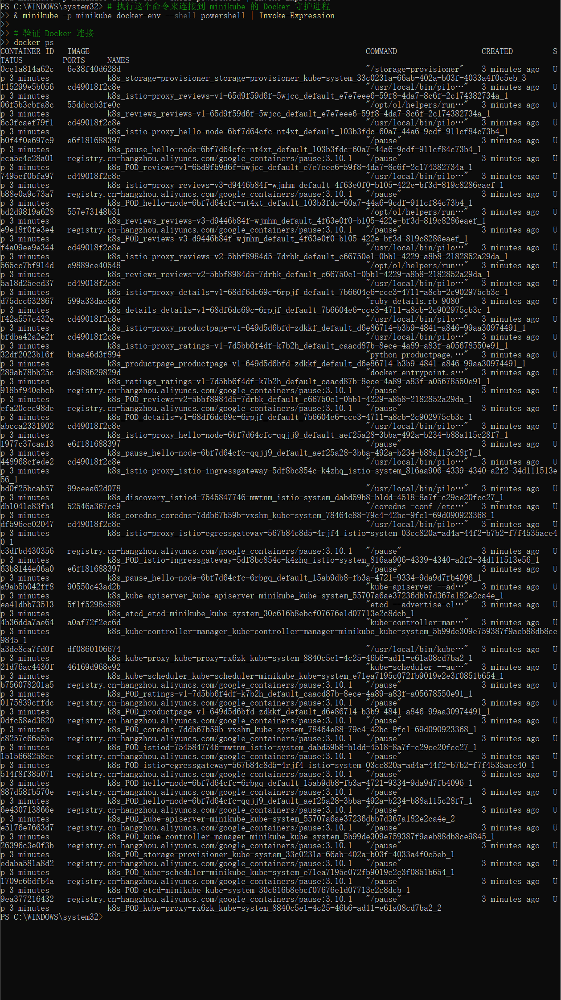 PS C:\WINDOWS\system32> # 执行这个命令来连接到 minikube 的 Docker 守护进程
>> & minikube -p minikube docker-env --shell powershell | Invoke-Expression
>>
>> # 验证 Docker 连接
>> docker ps
CONTAINER ID   IMAGE                                                              COMMAND                   CREATED         S
TATUS         PORTS     NAMES
0ce1a814a62c   6e38f40d628d                                                       "/storage-provisioner"    3 minutes ago   U
p 3 minutes             k8s_storage-provisioner_storage-provisioner_kube-system_33c0231a-66ab-402a-b03f-4033a4f0c5eb_3
f15299e5b056   cd49018f2c8e                                                       "/usr/local/bin/pilo…"   3 minutes ago   U
p 3 minutes             k8s_istio-proxy_reviews-v1-65d9f59d6f-5wjcc_default_e7e7eee6-59f8-4da7-8c6f-2c174382734a_1
06f5b3cbfa8c   55ddccb3fe0c                                                       "/opt/ol/helpers/run…"   3 minutes ago   U
p 3 minutes             k8s_reviews_reviews-v1-65d9f59d6f-5wjcc_default_e7e7eee6-59f8-4da7-8c6f-2c174382734a_1
6c3fcaef79f1   cd49018f2c8e                                                       "/usr/local/bin/pilo…"   3 minutes ago   U
p 3 minutes             k8s_istio-proxy_hello-node-6bf7d64cfc-nt4xt_default_103b3fdc-60a7-44a6-9cdf-911cf84c73b4_1
b0f4f0e697c9   e6f181688397                                                       "/pause"                  3 minutes ago   U
p 3 minutes             k8s_pause_hello-node-6bf7d64cfc-nt4xt_default_103b3fdc-60a7-44a6-9cdf-911cf84c73b4_1
eca5e4e28a01   registry.cn-hangzhou.aliyuncs.com/google_containers/pause:3.10.1   "/pause"                  3 minutes ago   U
p 3 minutes             k8s_POD_reviews-v1-65d9f59d6f-5wjcc_default_e7e7eee6-59f8-4da7-8c6f-2c174382734a_1
7495ef0bfa97   cd49018f2c8e                                                       "/usr/local/bin/pilo…"   3 minutes ago   U
p 3 minutes             k8s_istio-proxy_reviews-v3-d9446b84f-wjmhm_default_4f63e0f0-b105-422e-bf3d-819c8286eaef_1
b88e0a9c73a7   registry.cn-hangzhou.aliyuncs.com/google_containers/pause:3.10.1   "/pause"                  3 minutes ago   U
p 3 minutes             k8s_POD_hello-node-6bf7d64cfc-nt4xt_default_103b3fdc-60a7-44a6-9cdf-911cf84c73b4_1
bd2d9819a628   557e73148b31                                                       "/opt/ol/helpers/run…"   3 minutes ago   U
p 3 minutes             k8s_reviews_reviews-v3-d9446b84f-wjmhm_default_4f63e0f0-b105-422e-bf3d-819c8286eaef_1
e9e18f0fe3e4   registry.cn-hangzhou.aliyuncs.com/google_containers/pause:3.10.1   "/pause"                  3 minutes ago   U
p 3 minutes             k8s_POD_reviews-v3-d9446b84f-wjmhm_default_4f63e0f0-b105-422e-bf3d-819c8286eaef_1
f4a09ee9e344   cd49018f2c8e                                                       "/usr/local/bin/pilo…"   3 minutes ago   U
p 3 minutes             k8s_istio-proxy_reviews-v2-5bbf8984d5-7drbk_default_c66750e1-0bb1-4229-a8b8-2182852a29da_1
565cc7bf914d   e9889ce40548                                                       "/opt/ol/helpers/run…"   3 minutes ago   U
p 3 minutes             k8s_reviews_reviews-v2-5bbf8984d5-7drbk_default_c66750e1-0bb1-4229-a8b8-2182852a29da_1
5a18d25eed37   cd49018f2c8e                                                       "/usr/local/bin/pilo…"   3 minutes ago   U
p 3 minutes             k8s_istio-proxy_details-v1-68df6dc69c-6rpjf_default_7b6604e6-cce3-4711-a8cb-2c902975cb3c_1
d75dcc632867   599a33dae563                                                       "ruby details.rb 9080"    3 minutes ago   U
p 3 minutes             k8s_details_details-v1-68df6dc69c-6rpjf_default_7b6604e6-cce3-4711-a8cb-2c902975cb3c_1
f42a557c432e   cd49018f2c8e                                                       "/usr/local/bin/pilo…"   3 minutes ago   U
p 3 minutes             k8s_istio-proxy_productpage-v1-649d5d6bfd-zdkkf_default_d6e86714-b3b9-4841-a846-99aa30974491_1
bfdba42a2e2f   cd49018f2c8e                                                       "/usr/local/bin/pilo…"   3 minutes ago   U
p 3 minutes             k8s_istio-proxy_ratings-v1-7d5bb6f4df-k7b2h_default_caacd87b-8ece-4a89-a83f-a05678550e91_1
32df2023b16f   bbaa46d3f894                                                       "python productpage.…"   3 minutes ago   U
p 3 minutes             k8s_productpage_productpage-v1-649d5d6bfd-zdkkf_default_d6e86714-b3b9-4841-a846-99aa30974491_1
289ab78bb25c   dc988629829d                                                       "docker-entrypoint.s…"   3 minutes ago   U
p 3 minutes             k8s_ratings_ratings-v1-7d5bb6f4df-k7b2h_default_caacd87b-8ece-4a89-a83f-a05678550e91_1
918bf940ebcb   registry.cn-hangzhou.aliyuncs.com/google_containers/pause:3.10.1   "/pause"                  3 minutes ago   U
p 3 minutes             k8s_POD_reviews-v2-5bbf8984d5-7drbk_default_c66750e1-0bb1-4229-a8b8-2182852a29da_1
efa20cec98de   registry.cn-hangzhou.aliyuncs.com/google_containers/pause:3.10.1   "/pause"                  3 minutes ago   U
p 3 minutes             k8s_POD_details-v1-68df6dc69c-6rpjf_default_7b6604e6-cce3-4711-a8cb-2c902975cb3c_1
abcca2331902   cd49018f2c8e                                                       "/usr/local/bin/pilo…"   3 minutes ago   U
p 3 minutes             k8s_istio-proxy_hello-node-6bf7d64cfc-qqjj9_default_aef25a28-3bba-492a-b234-b88a115c28f7_1
1977c37caa13   e6f181688397                                                       "/pause"                  3 minutes ago   U
p 3 minutes             k8s_pause_hello-node-6bf7d64cfc-qqjj9_default_aef25a28-3bba-492a-b234-b88a115c28f7_1
448968cfede2   cd49018f2c8e                                                       "/usr/local/bin/pilo…"   3 minutes ago   U
p 3 minutes             k8s_istio-proxy_istio-ingressgateway-5df8bc854c-k4zhq_istio-system_816aa906-4339-4340-a2f2-34d111513e
56_1
bd0f25bcab57   99ceea62d078                                                       "/usr/local/bin/pilo…"   3 minutes ago   U
p 3 minutes             k8s_discovery_istiod-7545847746-mwtnm_istio-system_dabd59b8-b1dd-4518-8a7f-c29ce20fcc27_1
db1041e83fb4   52546a367cc9                                                       "/coredns -conf /etc…"   3 minutes ago   U
p 3 minutes             k8s_coredns_coredns-7ddb67b59b-vxshm_kube-system_78464e88-79c4-42bc-9fc1-69d090923368_1
df596ee02047   cd49018f2c8e                                                       "/usr/local/bin/pilo…"   3 minutes ago   U
p 3 minutes             k8s_istio-proxy_istio-egressgateway-567b84c8d5-4rjf4_istio-system_03cc820a-ad4a-44f2-b7b2-f7f4535ace4
0_1
c3dfbd430356   registry.cn-hangzhou.aliyuncs.com/google_containers/pause:3.10.1   "/pause"                  3 minutes ago   U
p 3 minutes             k8s_POD_istio-ingressgateway-5df8bc854c-k4zhq_istio-system_816aa906-4339-4340-a2f2-34d111513e56_1
63b8144e06a0   e6f181688397                                                       "/pause"                  3 minutes ago   U
p 3 minutes             k8s_pause_hello-node-6bf7d64cfc-6rbgq_default_15ab9db8-fb3a-4721-9334-9da9d7fb4096_1
a9ab5b042ff8   90550c43ad2b                                                       "kube-apiserver --ad…"   3 minutes ago   U
p 3 minutes             k8s_kube-apiserver_kube-apiserver-minikube_kube-system_55707a6ae37236dbb7d367a182e2ca4e_1
ea41dbb73513   5f1f5298c888                                                       "etcd --advertise-cl…"   3 minutes ago   U
p 3 minutes             k8s_etcd_etcd-minikube_kube-system_30c616b8ebcf07676e1d07713e2c8dcb_1
4b36dda7ae64   a0af72f2ec6d                                                       "kube-controller-man…"   3 minutes ago   U
p 3 minutes             k8s_kube-controller-manager_kube-controller-manager-minikube_kube-system_5b99de309e759387f9aeb88db8ce
9845_1
a3de8ca7fd0f   df0860106674                                                       "/usr/local/bin/kube…"   3 minutes ago   U
p 3 minutes             k8s_kube-proxy_kube-proxy-rx6zk_kube-system_8840c5e1-4c25-46b6-ad11-e61a08cd7ba2_1
21d76ac4430f   46169d968e92                                                       "kube-scheduler --au…"   3 minutes ago   U
p 3 minutes             k8s_kube-scheduler_kube-scheduler-minikube_kube-system_e71ea7195c072fb9019e2e3f0851b654_1
b756078201a5   registry.cn-hangzhou.aliyuncs.com/google_containers/pause:3.10.1   "/pause"                  3 minutes ago   U
p 3 minutes             k8s_POD_ratings-v1-7d5bb6f4df-k7b2h_default_caacd87b-8ece-4a89-a83f-a05678550e91_1
0175839cffdc   registry.cn-hangzhou.aliyuncs.com/google_containers/pause:3.10.1   "/pause"                  3 minutes ago   U
p 3 minutes             k8s_POD_productpage-v1-649d5d6bfd-zdkkf_default_d6e86714-b3b9-4841-a846-99aa30974491_1
0dfc58ed3820   registry.cn-hangzhou.aliyuncs.com/google_containers/pause:3.10.1   "/pause"                  3 minutes ago   U
p 3 minutes             k8s_POD_coredns-7ddb67b59b-vxshm_kube-system_78464e88-79c4-42bc-9fc1-69d090923368_1
c8257c66e5be   registry.cn-hangzhou.aliyuncs.com/google_containers/pause:3.10.1   "/pause"                  3 minutes ago   U
p 3 minutes             k8s_POD_istiod-7545847746-mwtnm_istio-system_dabd59b8-b1dd-4518-8a7f-c29ce20fcc27_1
1515668258ce   registry.cn-hangzhou.aliyuncs.com/google_containers/pause:3.10.1   "/pause"                  3 minutes ago   U
p 3 minutes             k8s_POD_istio-egressgateway-567b84c8d5-4rjf4_istio-system_03cc820a-ad4a-44f2-b7b2-f7f4535ace40_1
514f8f385071   registry.cn-hangzhou.aliyuncs.com/google_containers/pause:3.10.1   "/pause"                  3 minutes ago   U
p 3 minutes             k8s_POD_hello-node-6bf7d64cfc-6rbgq_default_15ab9db8-fb3a-4721-9334-9da9d7fb4096_1
887d58fb570e   registry.cn-hangzhou.aliyuncs.com/google_containers/pause:3.10.1   "/pause"                  3 minutes ago   U
p 3 minutes             k8s_POD_hello-node-6bf7d64cfc-qqjj9_default_aef25a28-3bba-492a-b234-b88a115c28f7_1
6e430713866e   registry.cn-hangzhou.aliyuncs.com/google_containers/pause:3.10.1   "/pause"                  3 minutes ago   U
p 3 minutes             k8s_POD_kube-apiserver-minikube_kube-system_55707a6ae37236dbb7d367a182e2ca4e_2
e5176e7663d7   registry.cn-hangzhou.aliyuncs.com/google_containers/pause:3.10.1   "/pause"                  3 minutes ago   U
p 3 minutes             k8s_POD_kube-controller-manager-minikube_kube-system_5b99de309e759387f9aeb88db8ce9845_1
26396c3e0f3b   registry.cn-hangzhou.aliyuncs.com/google_containers/pause:3.10.1   "/pause"                  3 minutes ago   U
p 3 minutes             k8s_POD_storage-provisioner_kube-system_33c0231a-66ab-402a-b03f-4033a4f0c5eb_1
edaba581a8d2   registry.cn-hangzhou.aliyuncs.com/google_containers/pause:3.10.1   "/pause"                  3 minutes ago   U
p 3 minutes             k8s_POD_kube-scheduler-minikube_kube-system_e71ea7195c072fb9019e2e3f0851b654_1
1709c66dfb4a   registry.cn-hangzhou.aliyuncs.com/google_containers/pause:3.10.1   "/pause"                  3 minutes ago   U
p 3 minutes             k8s_POD_etcd-minikube_kube-system_30c616b8ebcf07676e1d07713e2c8dcb_1
9ea377216432   registry.cn-hangzhou.aliyuncs.com/google_containers/pause:3.10.1   "/pause"                  3 minutes ago   U
p 3 minutes             k8s_POD_kube-proxy-rx6zk_kube-system_8840c5e1-4c25-46b6-ad11-e61a08cd7ba2_2
PS C:\WINDOWS\system32>